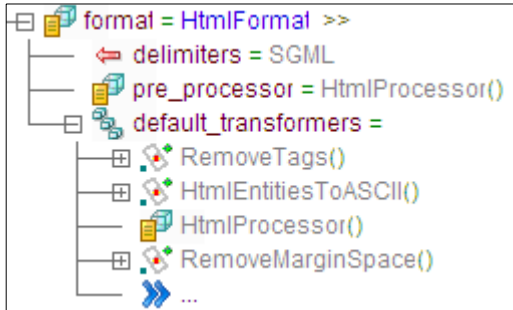 format = HtmlFormat >>
delimiters = SGML
pre_processor = HtmlProcessor()
default_transformers =
RemoveTags()
HtmlEntitiesToASCII()
HtmlProcessor()
RemoveMarginSpace()
...